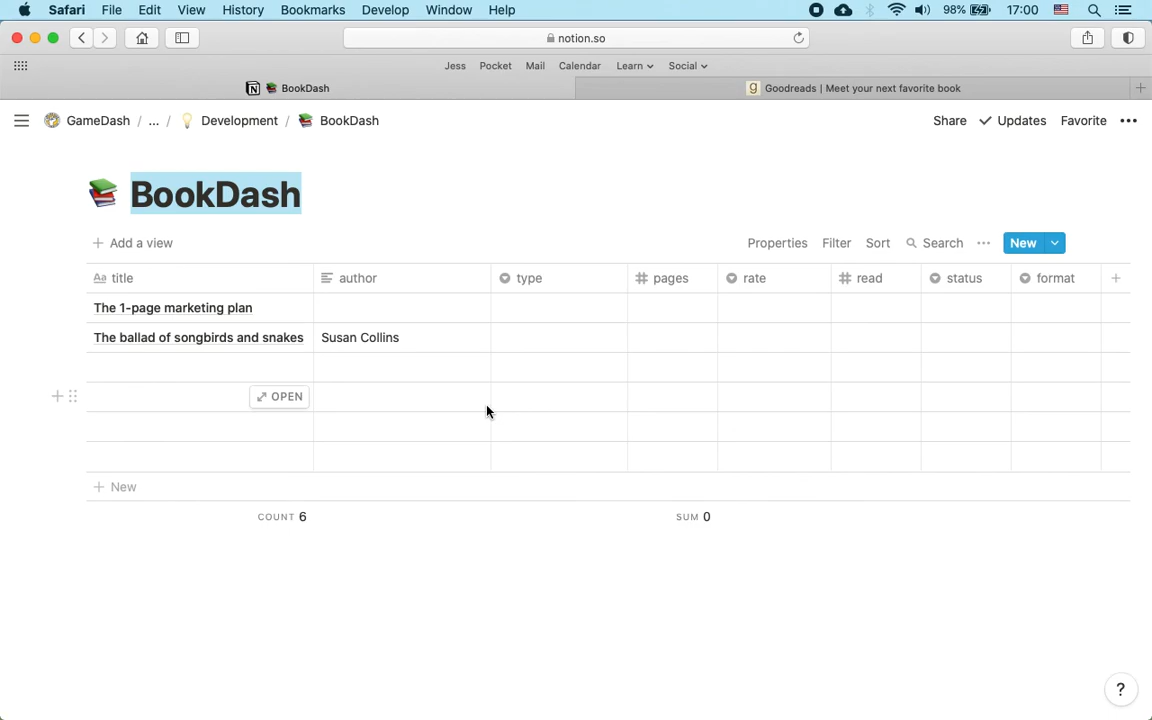 Safari File Edit View History Bookmarks Develop Window Help 98% 17:00
notion.so
Jess Pocket Mail Calendar Learn Social
BookDash Goodreads | Meet your next favorite book
GameDash / ... / Development / BookDash Share Updates Favorite •••
BookDash
+ Add a view Properties Filter Sort Search ••• New
Aa title author type # pages rate # read status format +
The 1-page marketing plan
The ballad of songbirds and snakes Susan Collins
OPEN
+ New
COUNT 6 SUM 0
?